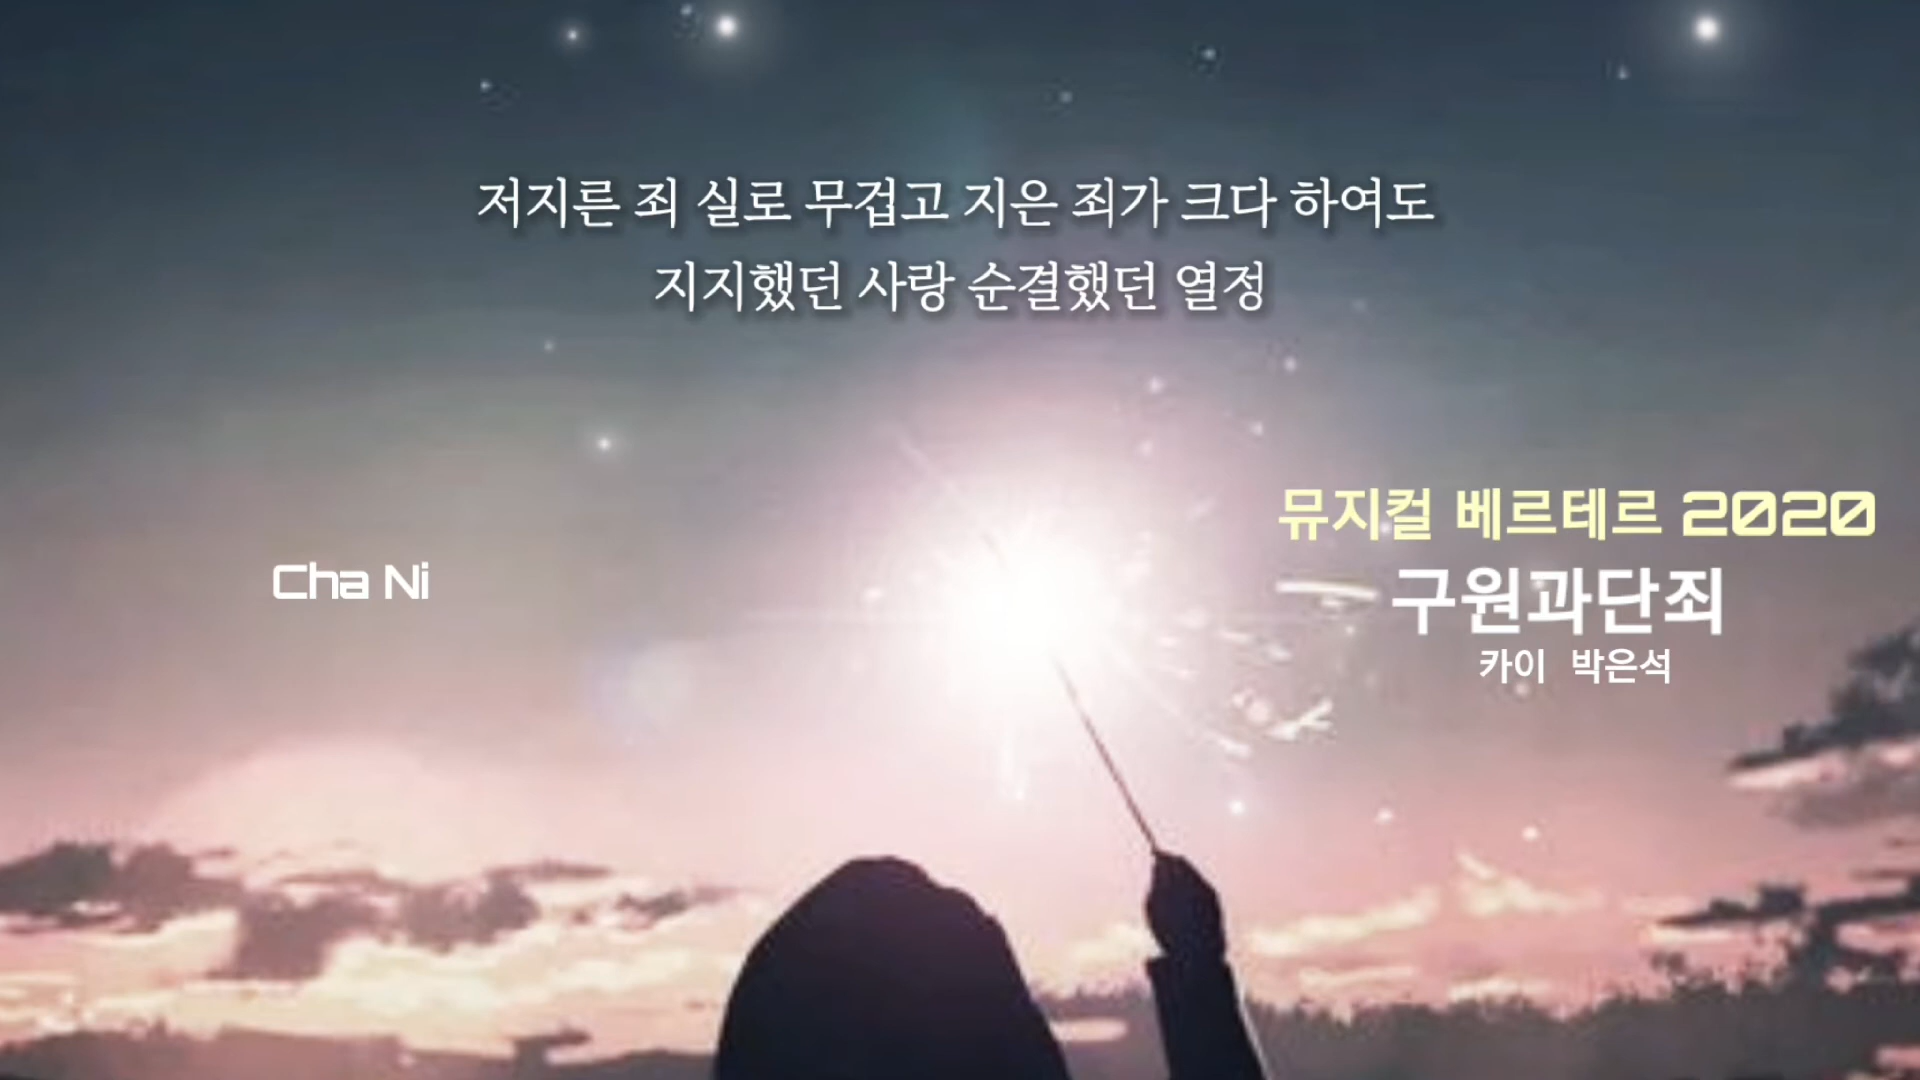 저지른 죄 실로 무겁고 지은 죄가 크다 하여도
지지했던 사랑 순결했던 열정
뮤지컬 베르테르 2020
구원과단죄
카이 박은석
Cha Ni